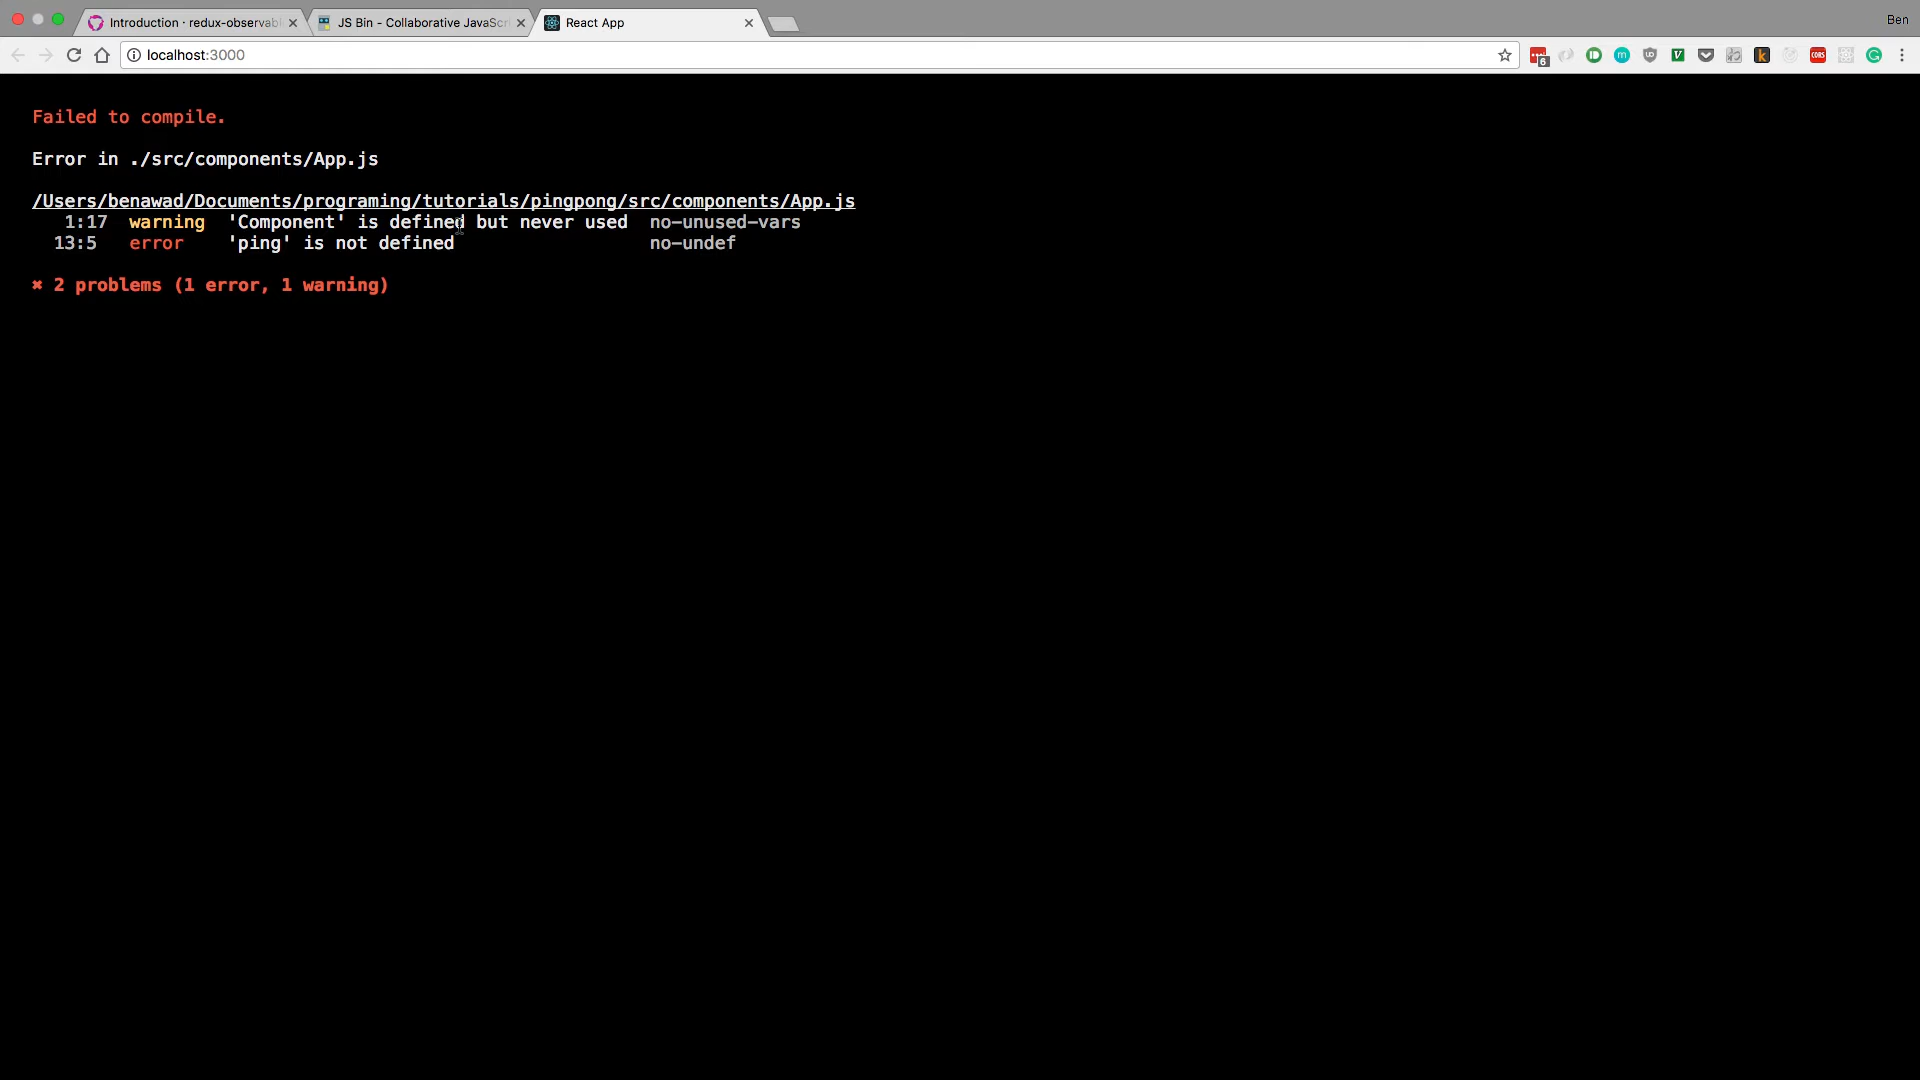 Introduction · redux-observabl
JS Bin - Collaborative JavaScri
React App
Ben
localhost:3000
6
m
V
k
CORS
Failed to compile.
Error in ./src/components/App.js
/Users/benawad/Documents/programing/tutorials/pingpong/src/components/App.js
1:17 warning 'Component' is defined but never used no-unused-vars
13:5 error 'ping' is not defined no-undef
✖ 2 problems (1 error, 1 warning)